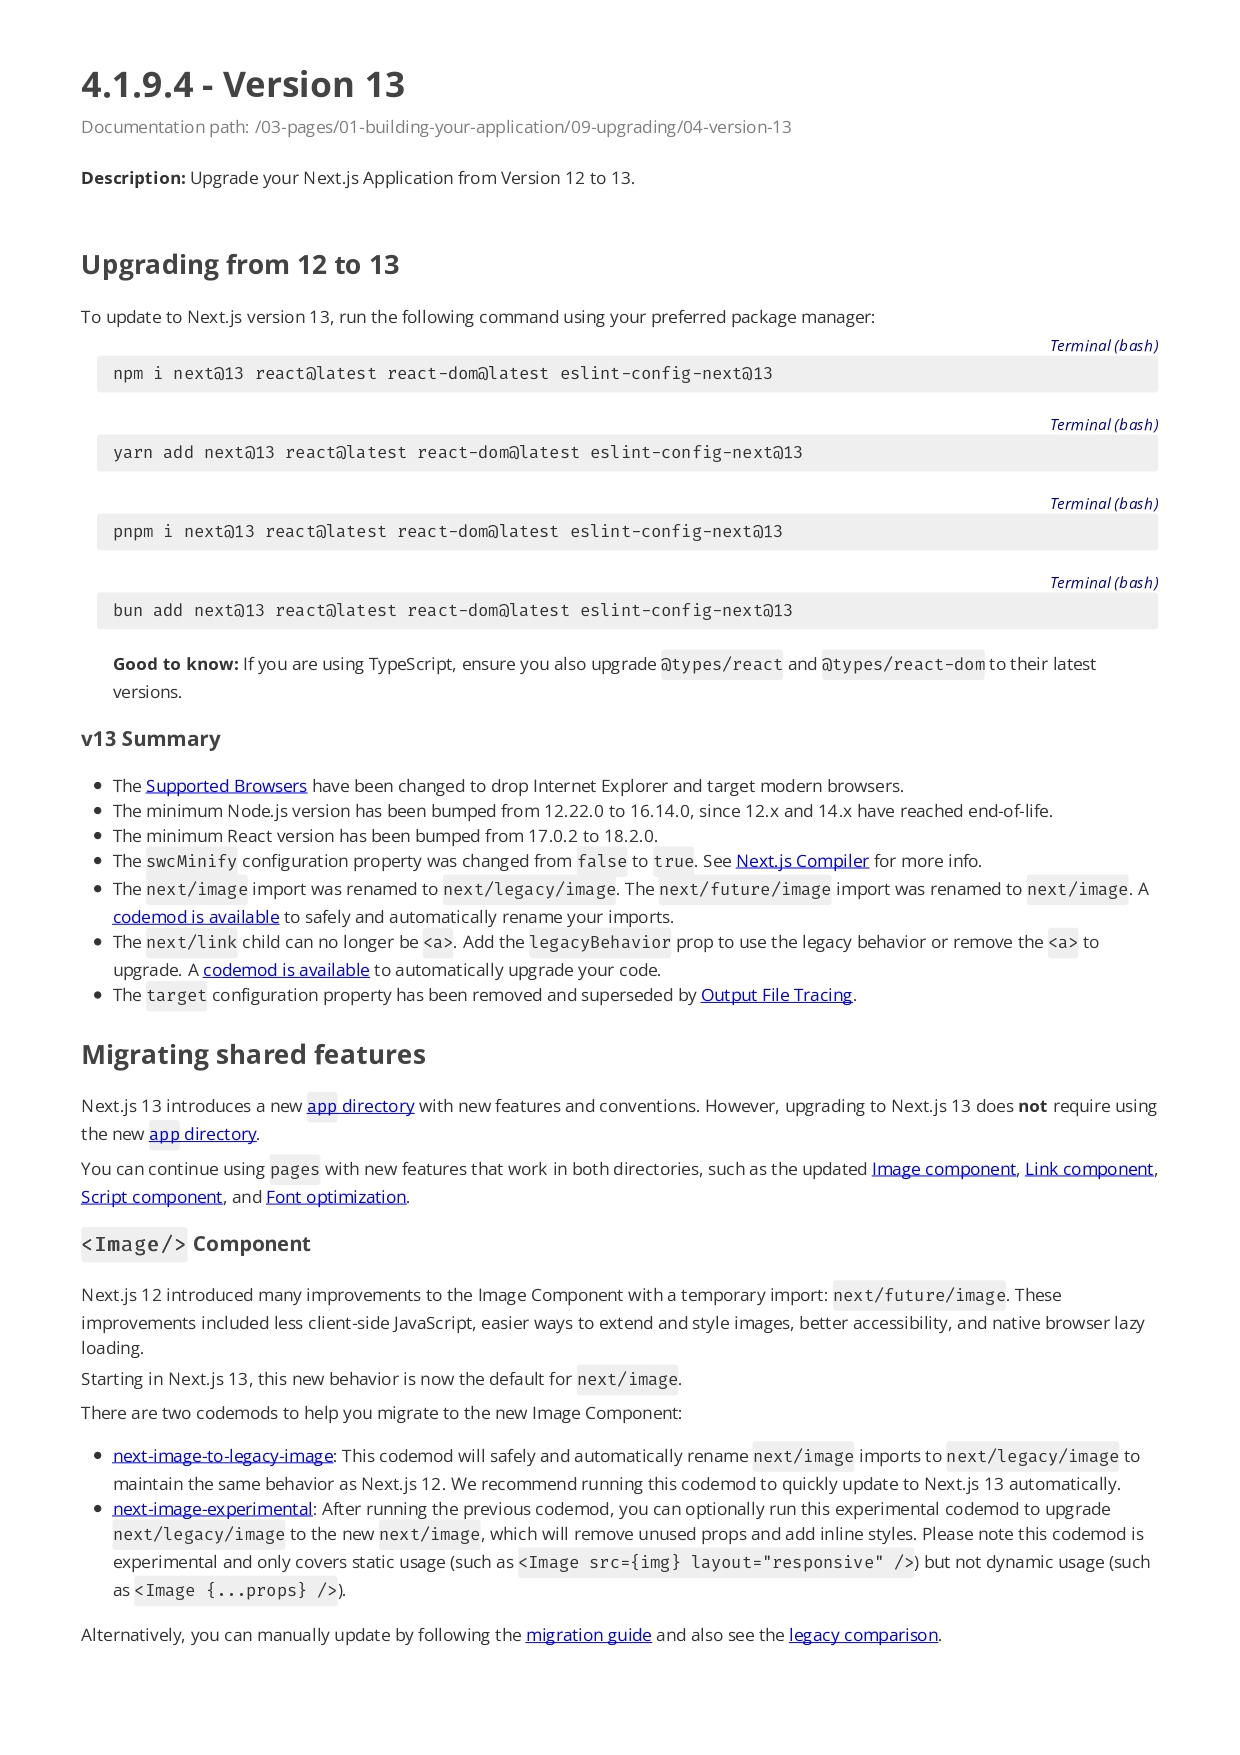 4.1.9.4 - Version 13
Documentation path: /03-pages/01-building-your-application/09-upgrading/04-version-13
Description: Upgrade your Next.js Application from Version 12 to 13.
Upgrading from 12 to 13
To update to Next.js version 13, run the following command using your preferred package manager:
Terminal (bash)
npm i next@13 react@latest react-dom@latest eslint-config-next@13
Terminal (bash)
yarn add next@13 react@latest react-dom@latest eslint-config-next@13
Terminal (bash)
pnpm i next@13 react@latest react-dom@latest eslint-config-next@13
Terminal (bash)
bun add next@13 react@latest react-dom@latest eslint-config-next@13
Good to know: If you are using TypeScript, ensure you also upgrade @types/react and @types/react-dom to their latest
versions.
v13 Summary
• The Supported Browsers have been changed to drop Internet Explorer and target modern browsers.
• The minimum Node.js version has been bumped from 12.22.0 to 16.14.0, since 12.x and 14.x have reached end-of-life.
• The minimum React version has been bumped from 17.0.2 to 18.2.0.
• The swcMinify configuration property was changed from false to true. See Next.js Compiler for more info.
• The next/image import was renamed to next/legacy/image. The next/future/image import was renamed to next/image. A
codemod is available to safely and automatically rename your imports.
• The next/link child can no longer be <a>. Add the legacyBehavior prop to use the legacy behavior or remove the <a> to
upgrade. A codemod is available to automatically upgrade your code.
• The target configuration property has been removed and superseded by Output File Tracing.
Migrating shared features
Next.js 13 introduces a new app directory with new features and conventions. However, upgrading to Next.js 13 does not require using
the new app directory.
You can continue using pages with new features that work in both directories, such as the updated Image component, Link component,
Script component, and Font optimization.
<Image/> Component
Next.js 12 introduced many improvements to the Image Component with a temporary import: next/future/image. These
improvements included less client-side JavaScript, easier ways to extend and style images, better accessibility, and native browser lazy
loading.
Starting in Next.js 13, this new behavior is now the default for next/image.
There are two codemods to help you migrate to the new Image Component:
• next-image-to-legacy-image: This codemod will safely and automatically rename next/image imports to next/legacy/image to
maintain the same behavior as Next.js 12. We recommend running this codemod to quickly update to Next.js 13 automatically.
• next-image-experimental: After running the previous codemod, you can optionally run this experimental codemod to upgrade
next/legacy/image to the new next/image, which will remove unused props and add inline styles. Please note this codemod is
experimental and only covers static usage (such as <Image src={img} layout="responsive" />) but not dynamic usage (such
as <Image {...props} />).
Alternatively, you can manually update by following the migration guide and also see the legacy comparison.